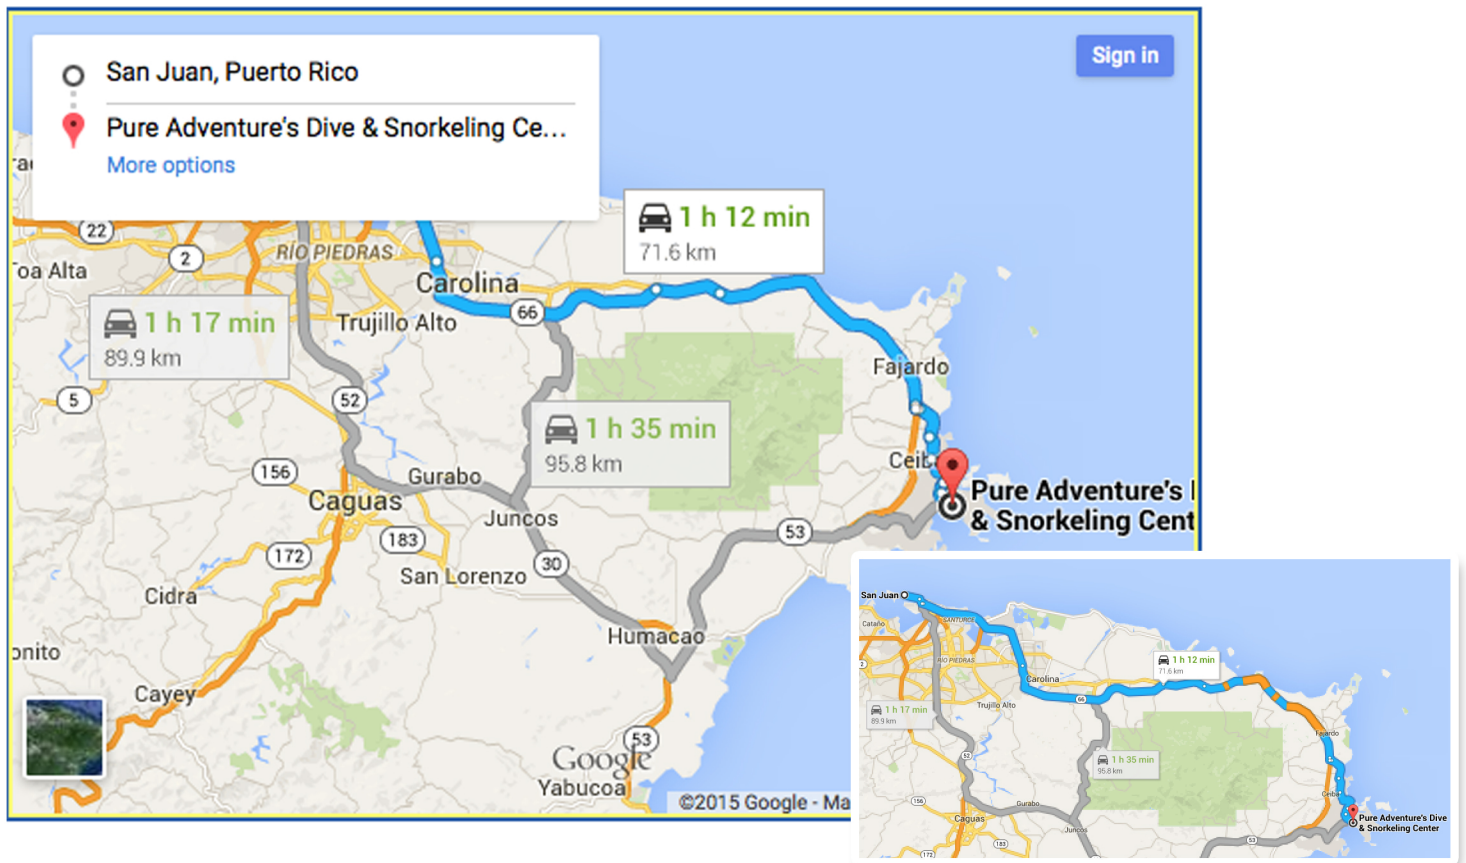 San Juan, Puerto Rico
Sign in
Pure Adventure's Dive & Snorkeling Ce...
More options
22
RÍO PIEDRAS
1 h 12 min
71.6 km
2
Toa Alta
Carolina
66
1 h 17 min
89.9 km
Trujillo Alto
Fajardo
5
52
1 h 35 min
95.8 km
156
Gurabo
Ceib
Caguas
Juncos
Pure Adventure's
& Snorkeling Cent
183
53
172
30
San Lorenzo
Cidra
Humacao
onito
Cayey
53
Google
Yabucoa
©2015 Google - Ma
San Juan
Cataño
SANTURCE
2
RÍO PIEDRAS
1 h 12 min
71.6 km
Carolina
66
Trujillo Alto
1 h 17 min
89.9 km
Fajardo
52
1 h 35 min
95.8 km
Ceiba
156
Gurabo
Caguas
Juncos
Pure Adventure's Dive
& Snorkeling Center
183
53
172